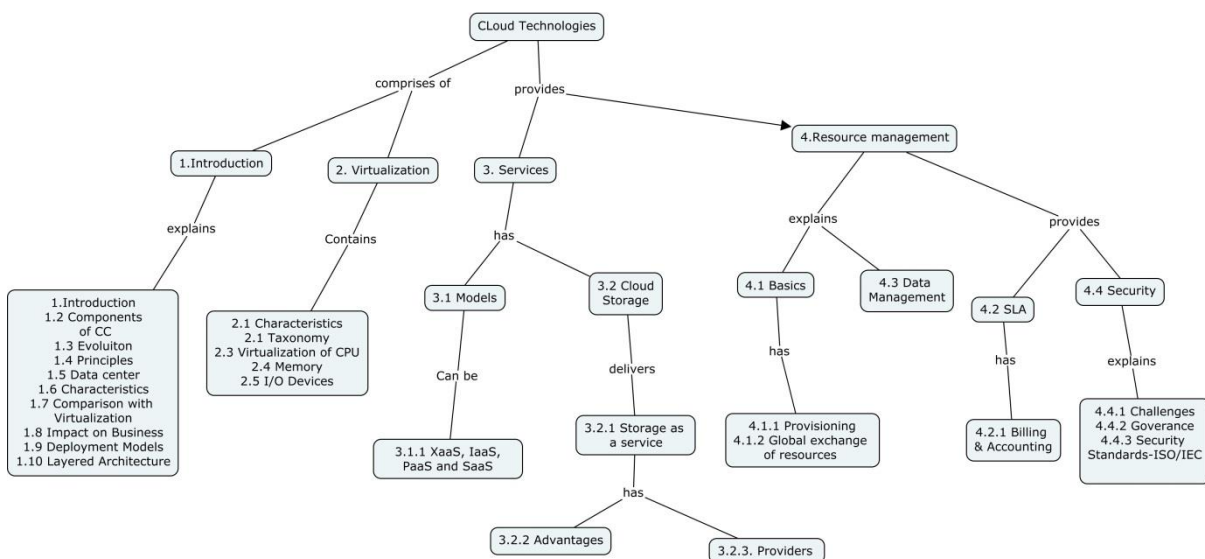 CLoud Technologies
comprises of
provides
1.Introduction
2. Virtualization
3. Services
4.Resource management
explains
Contains
has
explains
provides
1.Introduction
1.2 Components
of CC
1.3 Evoluiton
1.4 Principles
1.5 Data center
1.6 Characteristics
1.7 Comparison with
Virtualization
1.8 Impact on Business
1.9 Deployment Models
1.10 Layered Architecture
2.1 Characteristics
2.1 Taxonomy
2.3 Virtualization of CPU
2.4 Memory
2.5 I/O Devices
3.1 Models
3.2 Cloud
Storage
4.1 Basics
4.3 Data
Management
4.2 SLA
4.4 Security
Can be
delivers
has
has
explains
3.1.1 XaaS, IaaS,
PaaS and SaaS
3.2.1 Storage as
a service
4.1.1 Provisioning
4.1.2 Global exchange
of resources
4.2.1 Billing
& Accounting
4.4.1 Challenges
4.4.2 Goverance
4.4.3 Security
Standards-ISO/IEC
has
3.2.2 Advantages
3.2.3. Providers